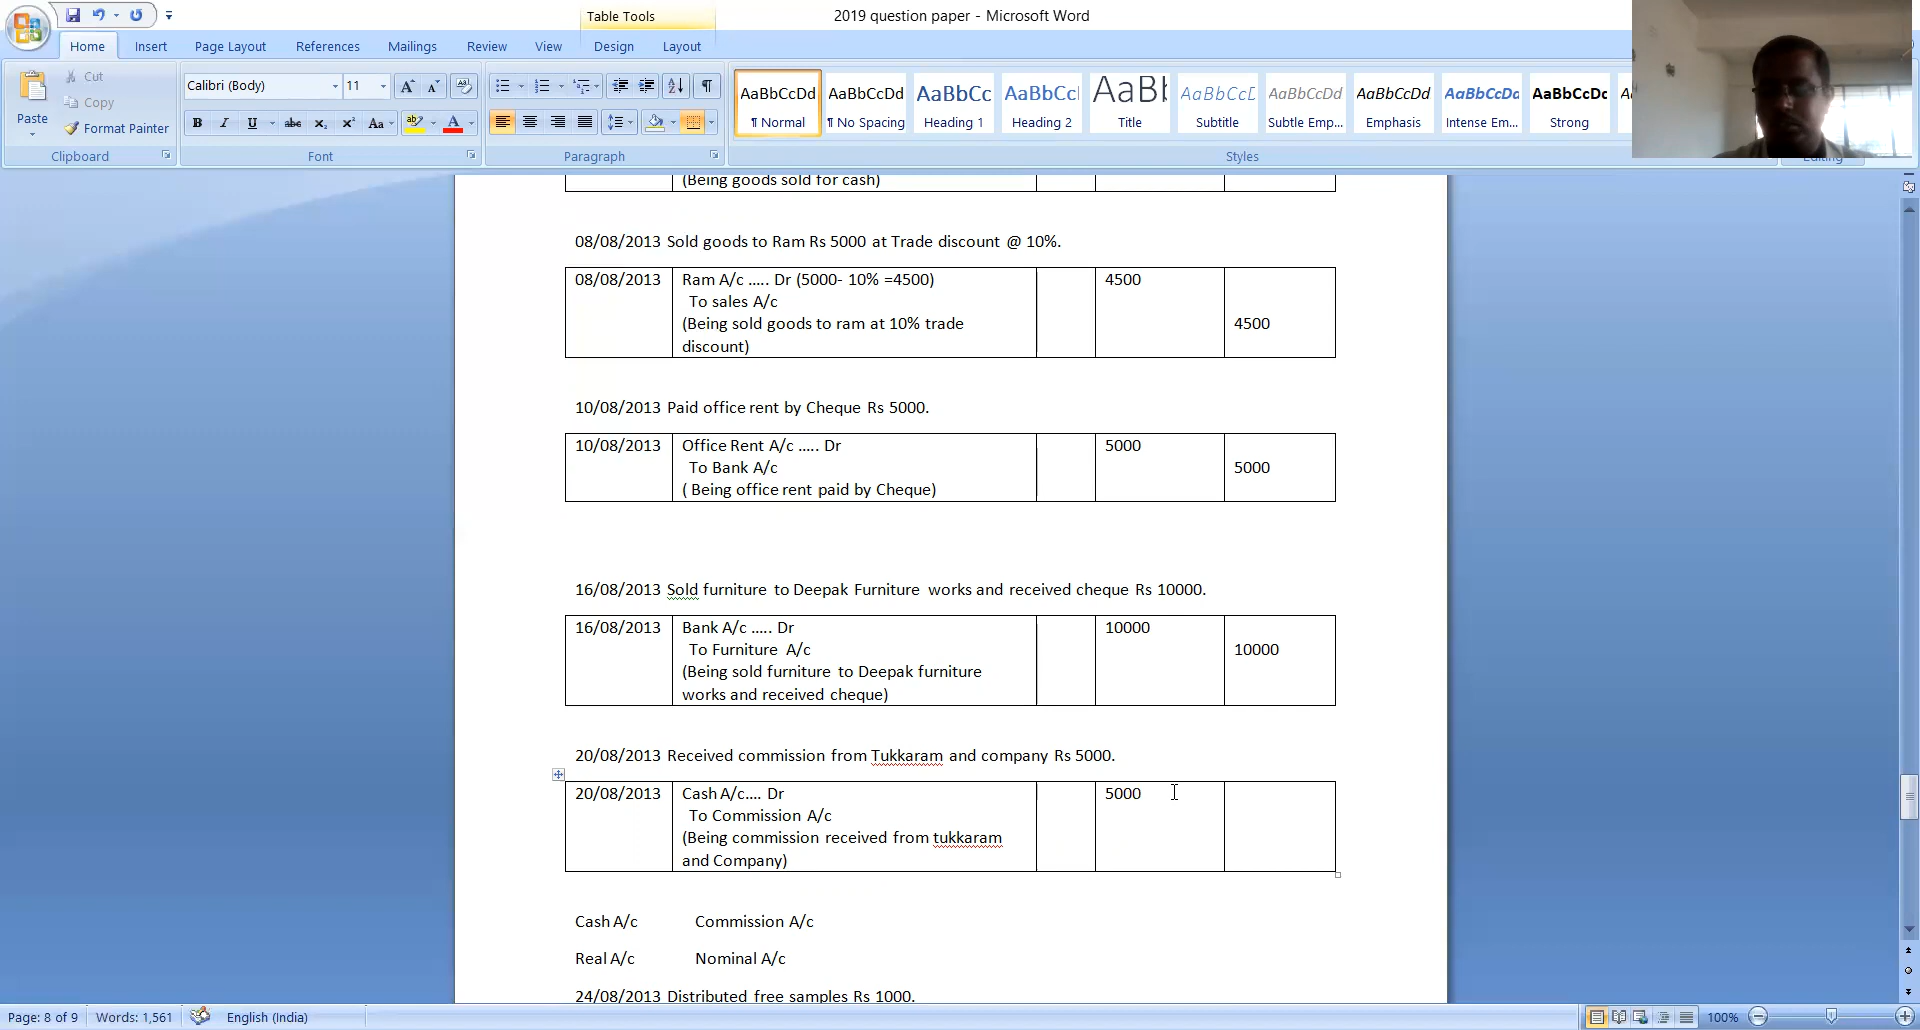 Table Tools
2019 question paper - Microsoft Word
Home Insert Page Layout References Mailings Review View Design Layout
Paste
Cut
Copy
Format Painter
Clipboard
Calibri (Body) 11
B I U abc x₂ x² Aa
Font
Paragraph
AaBbCcDd AaBbCcDd AaBbCc AaBbCcI AaBl AaBbCcL AaBbCcDd AaBbCcDd AaBbCcDd AaBbCcDc
¶ Normal ¶ No Spacing Heading 1 Heading 2 Title Subtitle Subtle Emp... Emphasis Intense Em... Strong
Styles
Editing
(Being goods sold for cash)
08/08/2013 Sold goods to Ram Rs 5000 at Trade discount @ 10%.
08/08/2013 Ram A/c ..... Dr (5000- 10% =4500) 4500
To sales A/c
(Being sold goods to ram at 10% trade 4500
discount)
10/08/2013 Paid office rent by Cheque Rs 5000.
10/08/2013 Office Rent A/c ..... Dr 5000
To Bank A/c 5000
( Being office rent paid by Cheque)
16/08/2013 Sold furniture to Deepak Furniture works and received cheque Rs 10000.
16/08/2013 Bank A/c ..... Dr 10000
To Furniture A/c 10000
(Being sold furniture to Deepak furniture
works and received cheque)
20/08/2013 Received commission from Tukkaram and company Rs 5000.
20/08/2013 Cash A/c.... Dr 5000
To Commission A/c
(Being commission received from tukkaram
and Company)
Cash A/c Commission A/c
Real A/c Nominal A/c
24/08/2013 Distributed free samples Rs 1000.
Page: 8 of 9 Words: 1,561 English (India) 100%